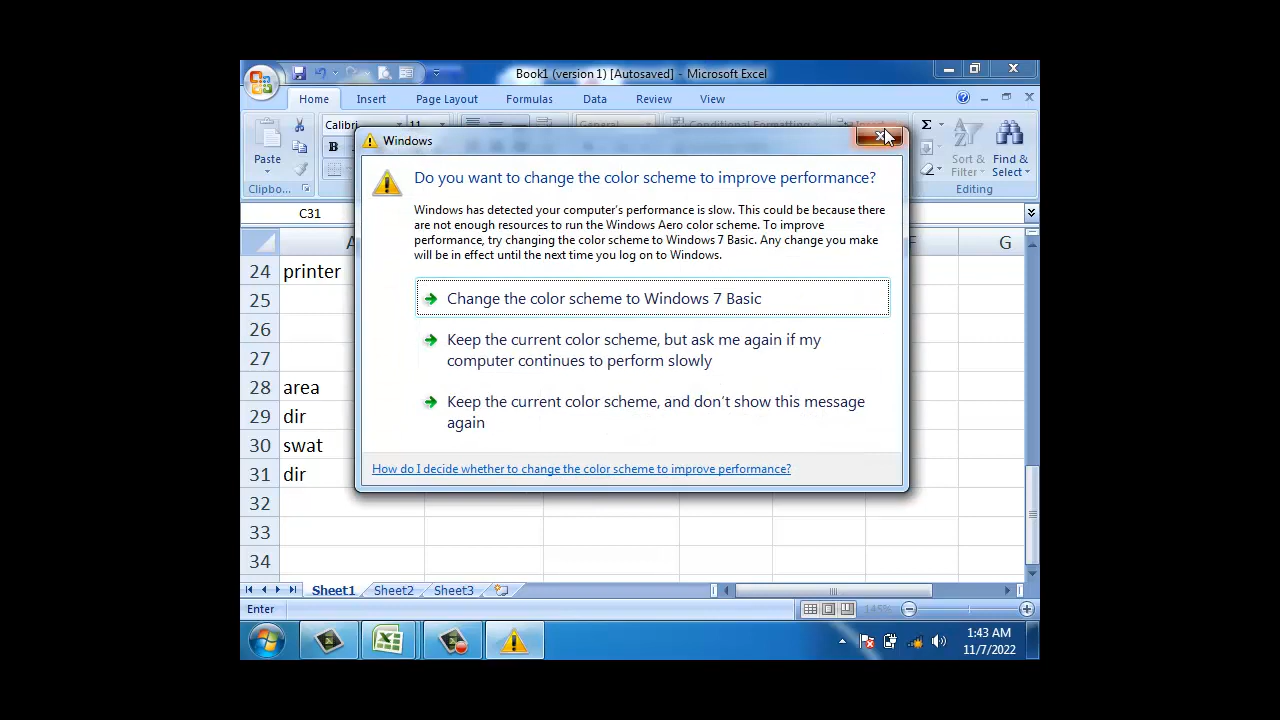 Book1 (version 1) [Autosaved] - Microsoft Excel
Home Insert Page Layout Formulas Data Review View
Calibri 11 General Conditional Formatting Insert
Paste B Σ Sort & Filter Find & Select
Clipbo... Editing
Windows
Do you want to change the color scheme to improve performance?
Windows has detected your computer's performance is slow. This could be because there
are not enough resources to run the Windows Aero color scheme. To improve
performance, try changing the color scheme to Windows 7 Basic. Any change you make
will be in effect until the next time you log on to Windows.
Change the color scheme to Windows 7 Basic
Keep the current color scheme, but ask me again if my
computer continues to perform slowly
Keep the current color scheme, and don't show this message
again
How do I decide whether to change the color scheme to improve performance?
C31
A F G
24 printer
25
26
27
28 area
29 dir
30 swat
31 dir
32
33
34
Sheet1 Sheet2 Sheet3
Enter 145%
1:43 AM
11/7/2022